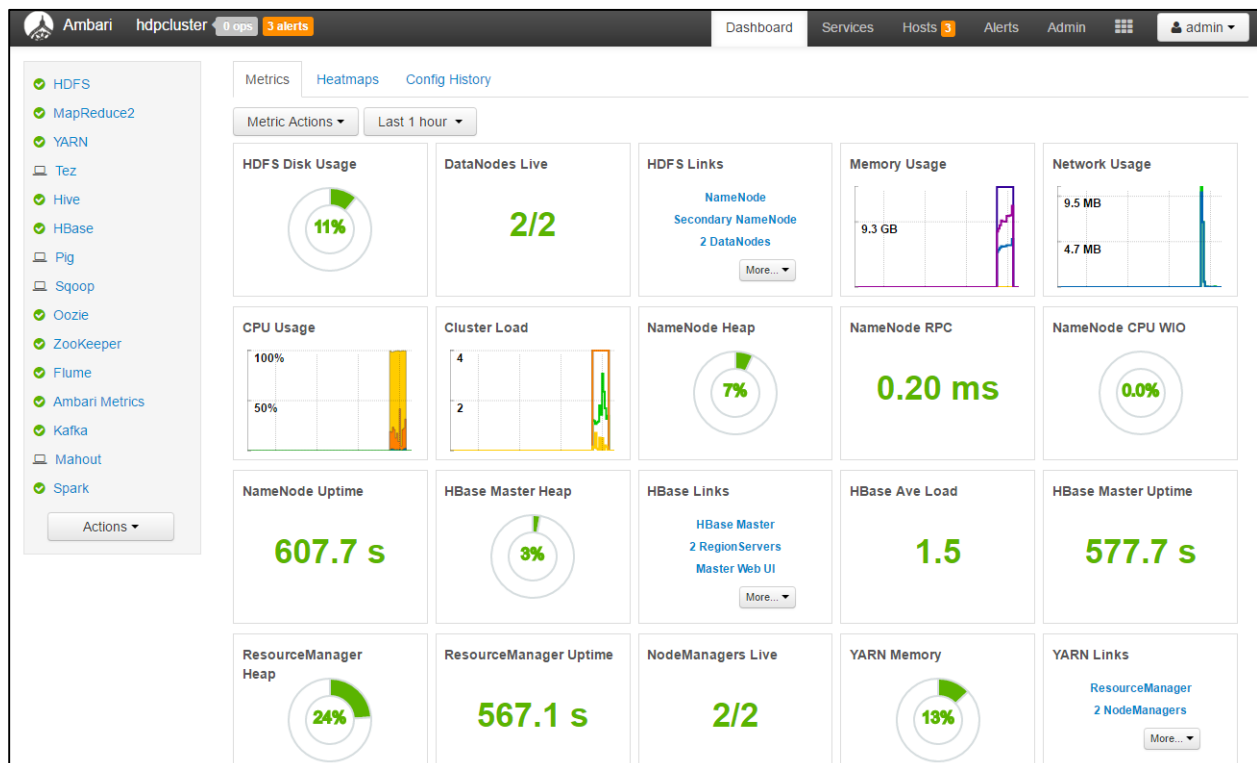 Ambari hdpcluster 0 ops 3 alerts Dashboard Services Hosts 3 Alerts Admin admin
HDFS
MapReduce2
YARN
Tez
Hive
HBase
Pig
Sqoop
Oozie
ZooKeeper
Flume
Ambari Metrics
Kafka
Mahout
Spark
Actions
Metrics Heatmaps Config History
Metric Actions Last 1 hour
HDFS Disk Usage
11%
DataNodes Live
2/2
HDFS Links
NameNode
Secondary NameNode
2 DataNodes
More...
Memory Usage
9.3 GB
Network Usage
9.5 MB
4.7 MB
CPU Usage
100%
50%
Cluster Load
4
2
NameNode Heap
7%
NameNode RPC
0.20 ms
NameNode CPU WIO
0.0%
NameNode Uptime
607.7 s
HBase Master Heap
3%
HBase Links
HBase Master
2 RegionServers
Master Web UI
More...
HBase Ave Load
1.5
HBase Master Uptime
577.7 s
ResourceManager
Heap
24%
ResourceManager Uptime
567.1 s
NodeManagers Live
2/2
YARN Memory
13%
YARN Links
ResourceManager
2 NodeManagers
More...